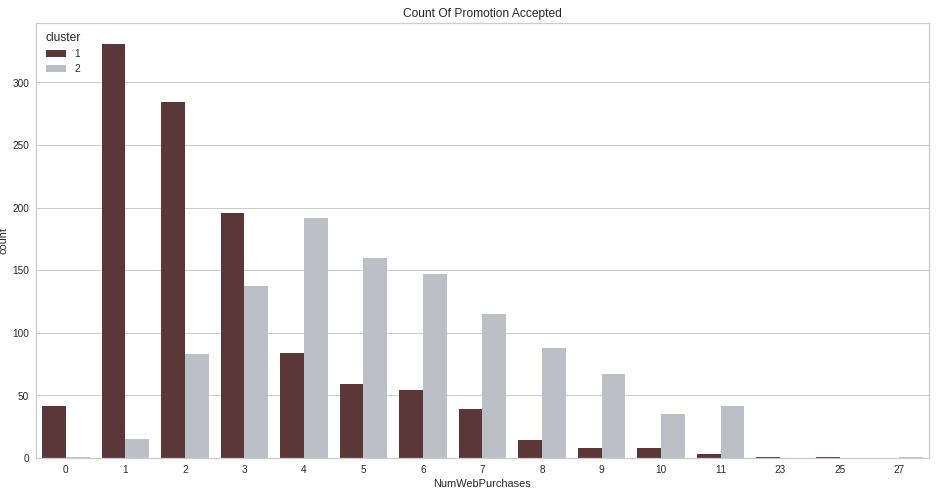 Count Of Promotion Accepted
cluster
1
2
300
250
200
150
100
50
0
count
0 1 2 3 4 5 6 7 8 9 10 11 23 25 27
NumWebPurchases